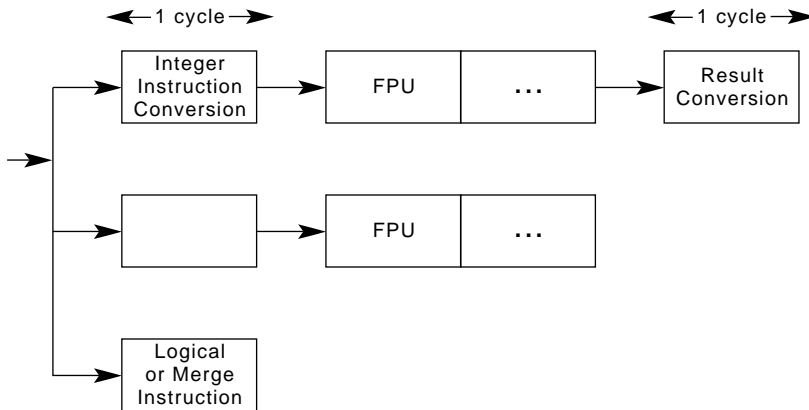 1 cycle
1 cycle
Integer
Instruction
Conversion
FPU
...
Result
Conversion
FPU
...
Logical
or Merge
Instruction